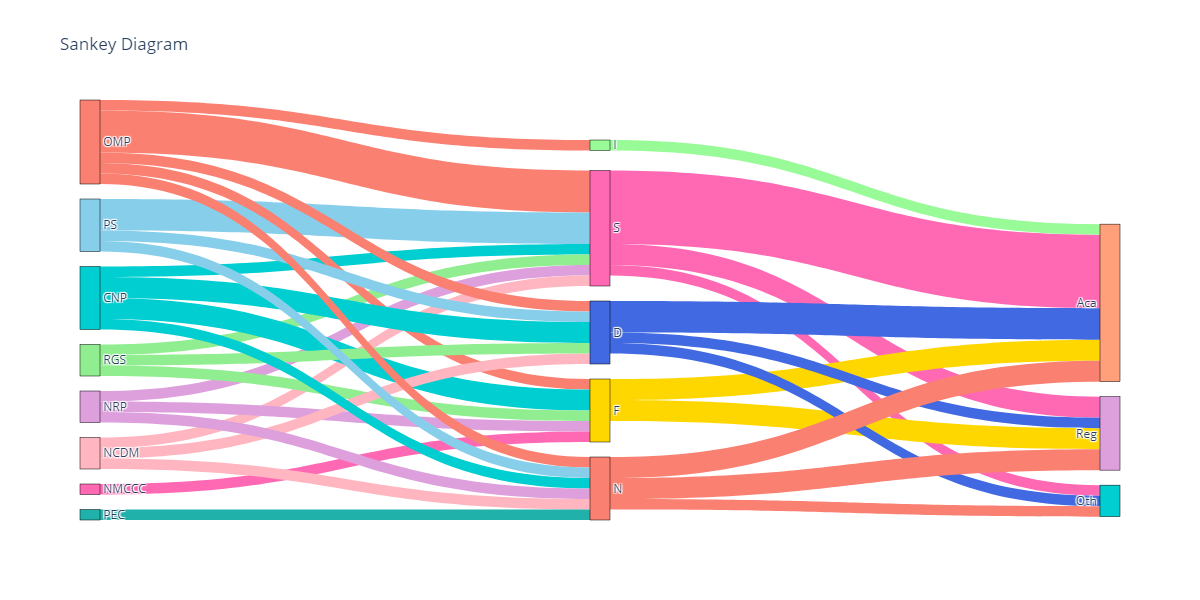 Sankey Diagram
OMP
PS
CNP
RGS
NRP
NCDM
NMCCC
PEC
I
S
D
F
N
Aca
Reg
Oth